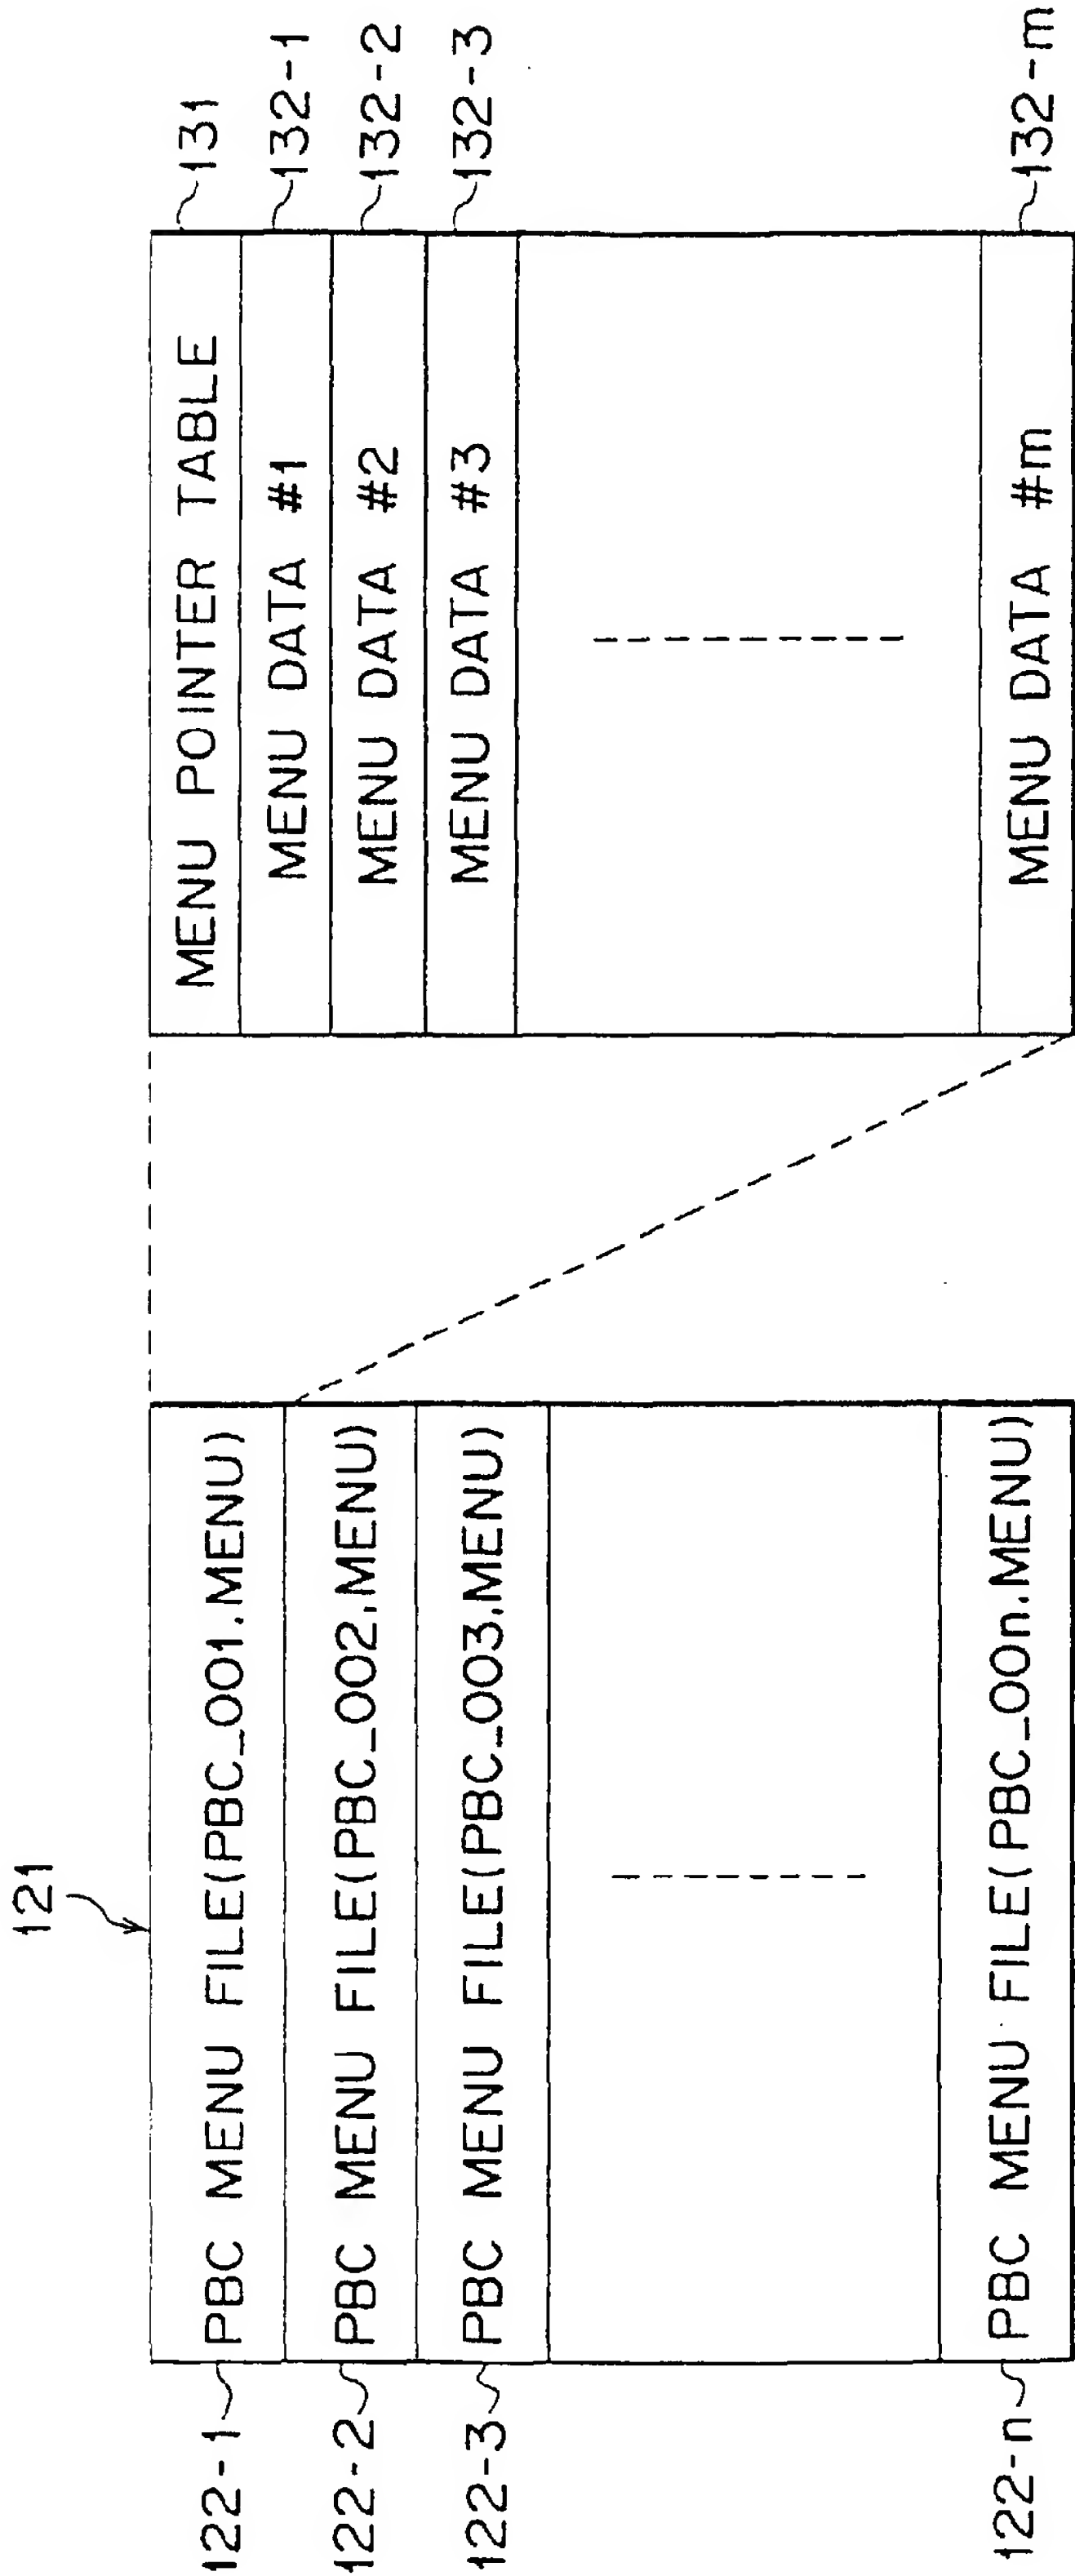 121
122-1
PBC MENU FILE(PBC_001.MENU)
122-2
PBC MENU FILE(PBC_002.MENU)
122-3
PBC MENU FILE(PBC_003.MENU)
122-n
PBC MENU FILE(PBC_00n.MENU)
MENU POINTER TABLE
131
MENU DATA #1
132-1
MENU DATA #2
132-2
MENU DATA #3
132-3
MENU DATA #m
132-m